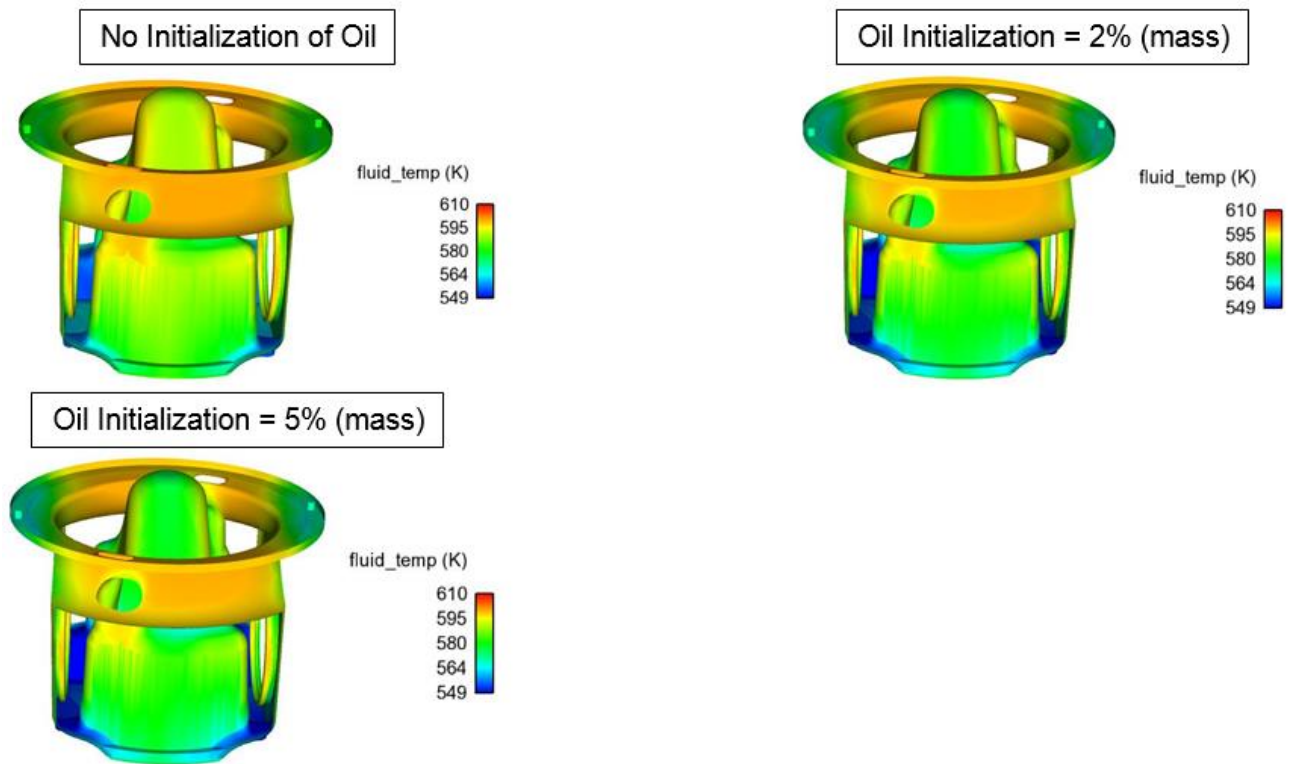 No Initialization of Oil
fluid_temp (K)
610
595
580
564
549
Oil Initialization = 2% (mass)
fluid_temp (K)
610
595
580
564
549
Oil Initialization = 5% (mass)
fluid_temp (K)
610
595
580
564
549